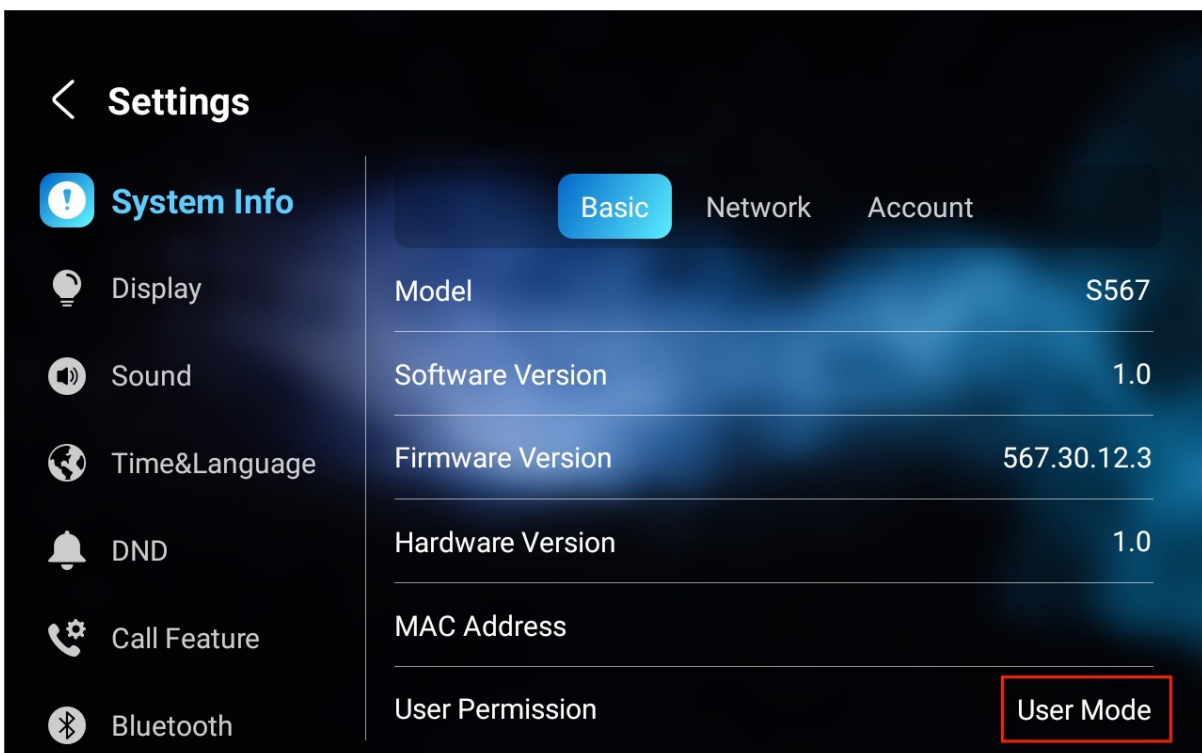 Settings
System Info
Display
Sound
Time&Language
DND
Call Feature
Bluetooth
Basic Network Account
Model S567
Software Version 1.0
Firmware Version 567.30.12.3
Hardware Version 1.0
MAC Address
User Permission User Mode